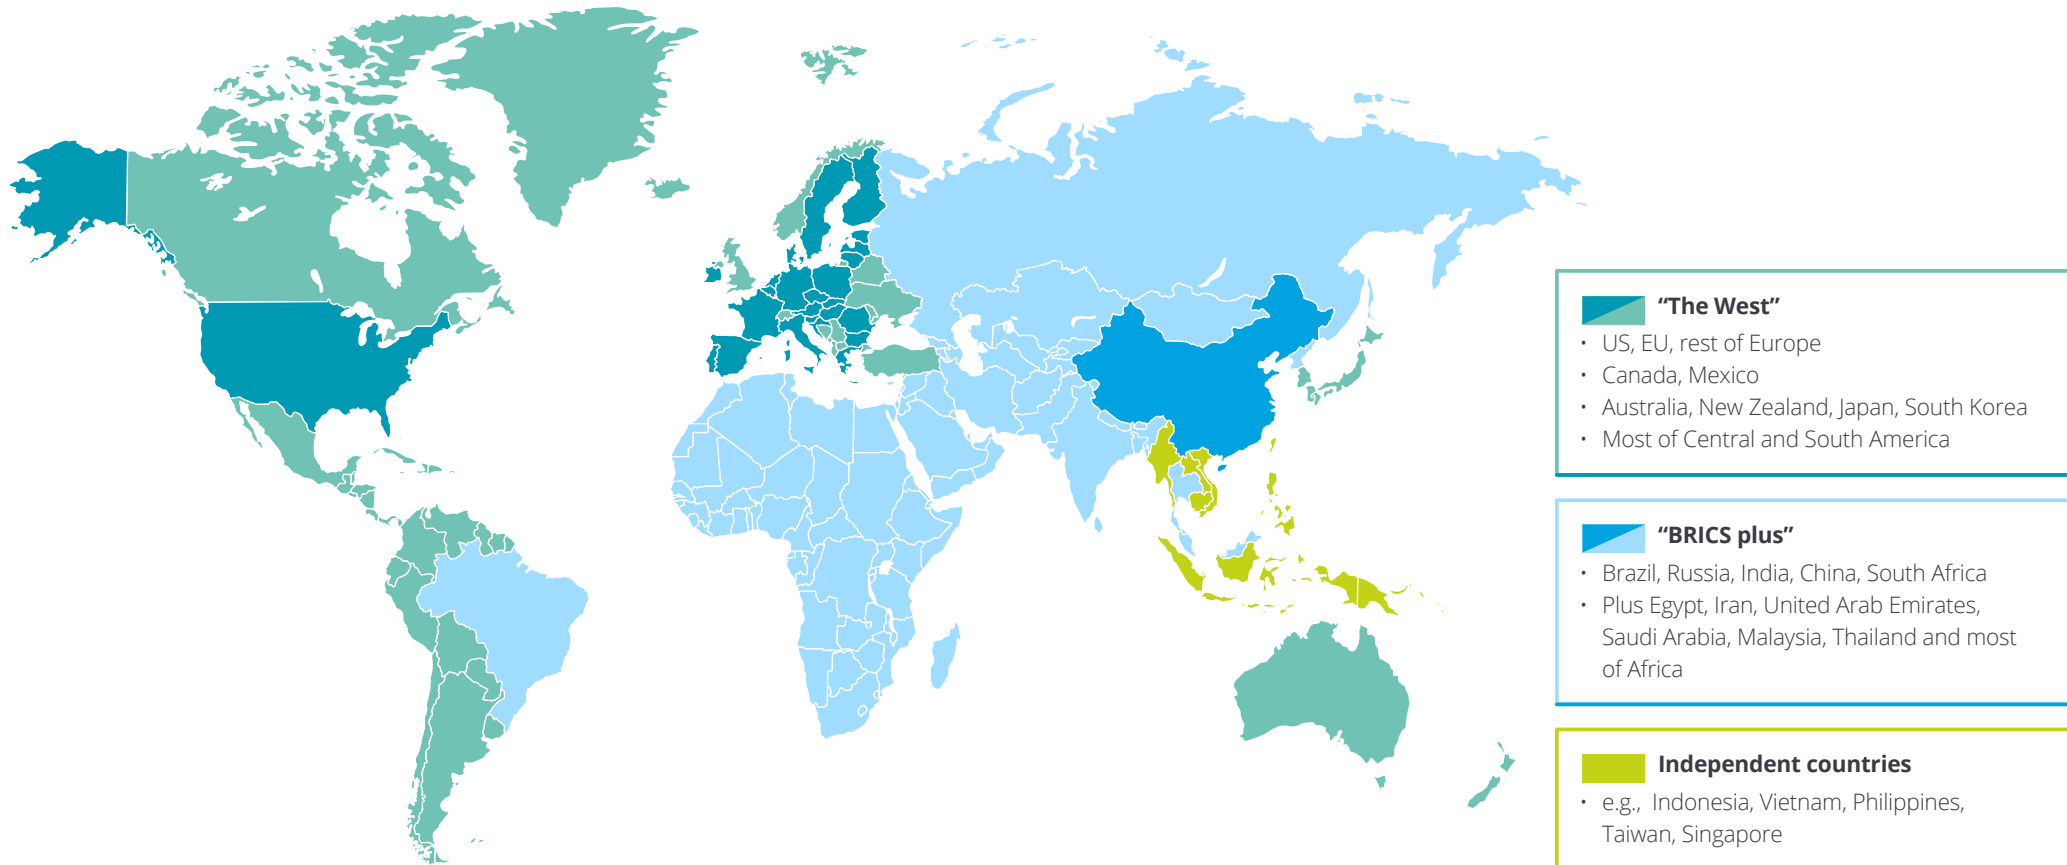 “The West”
• US, EU, rest of Europe
• Canada, Mexico
• Australia, New Zealand, Japan, South Korea
• Most of Central and South America
“BRICS plus”
• Brazil, Russia, India, China, South Africa
• Plus Egypt, Iran, United Arab Emirates,
Saudi Arabia, Malaysia, Thailand and most
of Africa
Independent countries
• e.g., Indonesia, Vietnam, Philippines,
Taiwan, Singapore